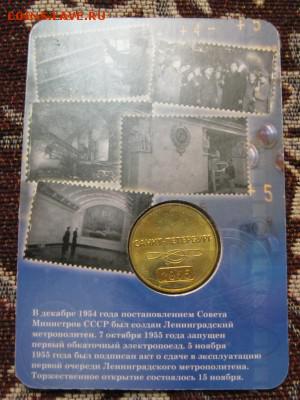 COINS.LAVE.RU
САНКТ-ПЕТЕРБУРГ
В декабре 1954 года постановлением Совета
Министров СССР был создан Ленинградский
метрополитен. 7 октября 1955 года запущен
первый обкаточный электропоезд. 5 ноября
1955 года был подписан акт о сдаче в эксплуатацию
первой очереди Ленинградского метрополитена.
Торжественное открытие состоялось 15 ноября.